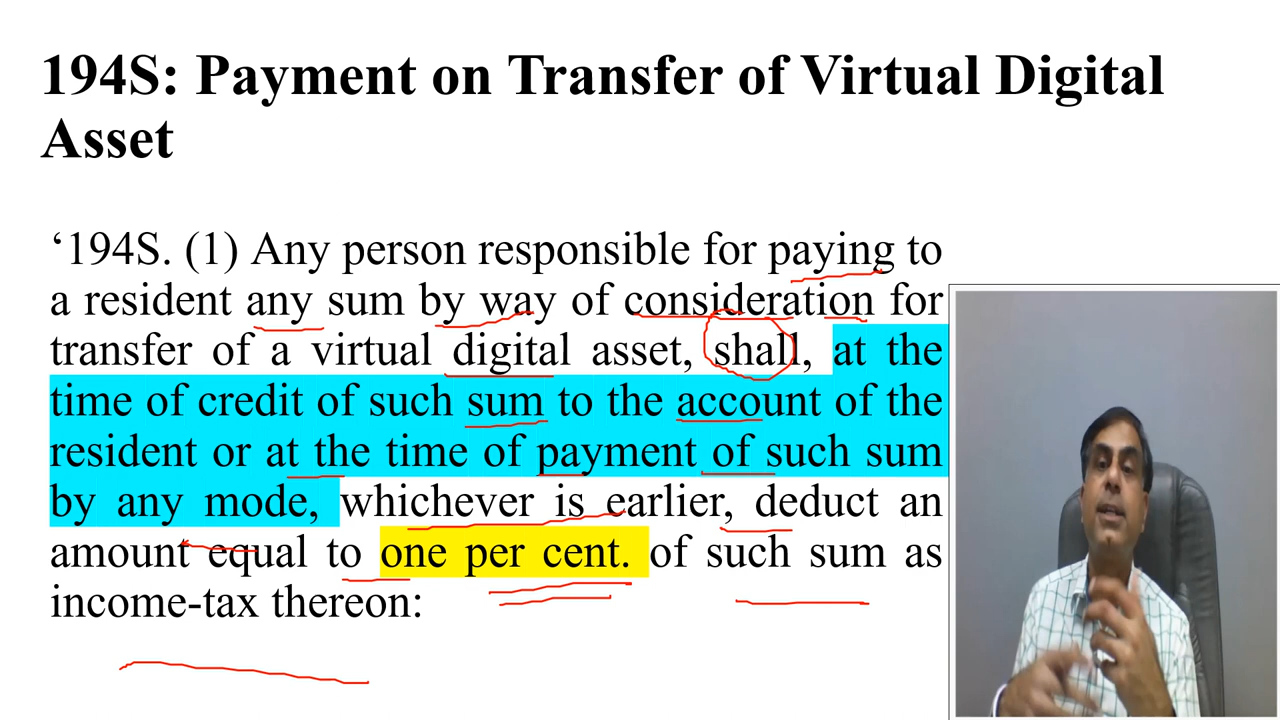 194S: Payment on Transfer of Virtual Digital
Asset
‘194S. (1) Any person responsible for paying to
a resident any sum by way of consideration for
transfer of a virtual digital asset, shall, at the
time of credit of such sum to the account of the
resident or at the time of payment of such sum
by any mode, whichever is earlier, deduct an
amount equal to one per cent. of such sum as
income-tax thereon: